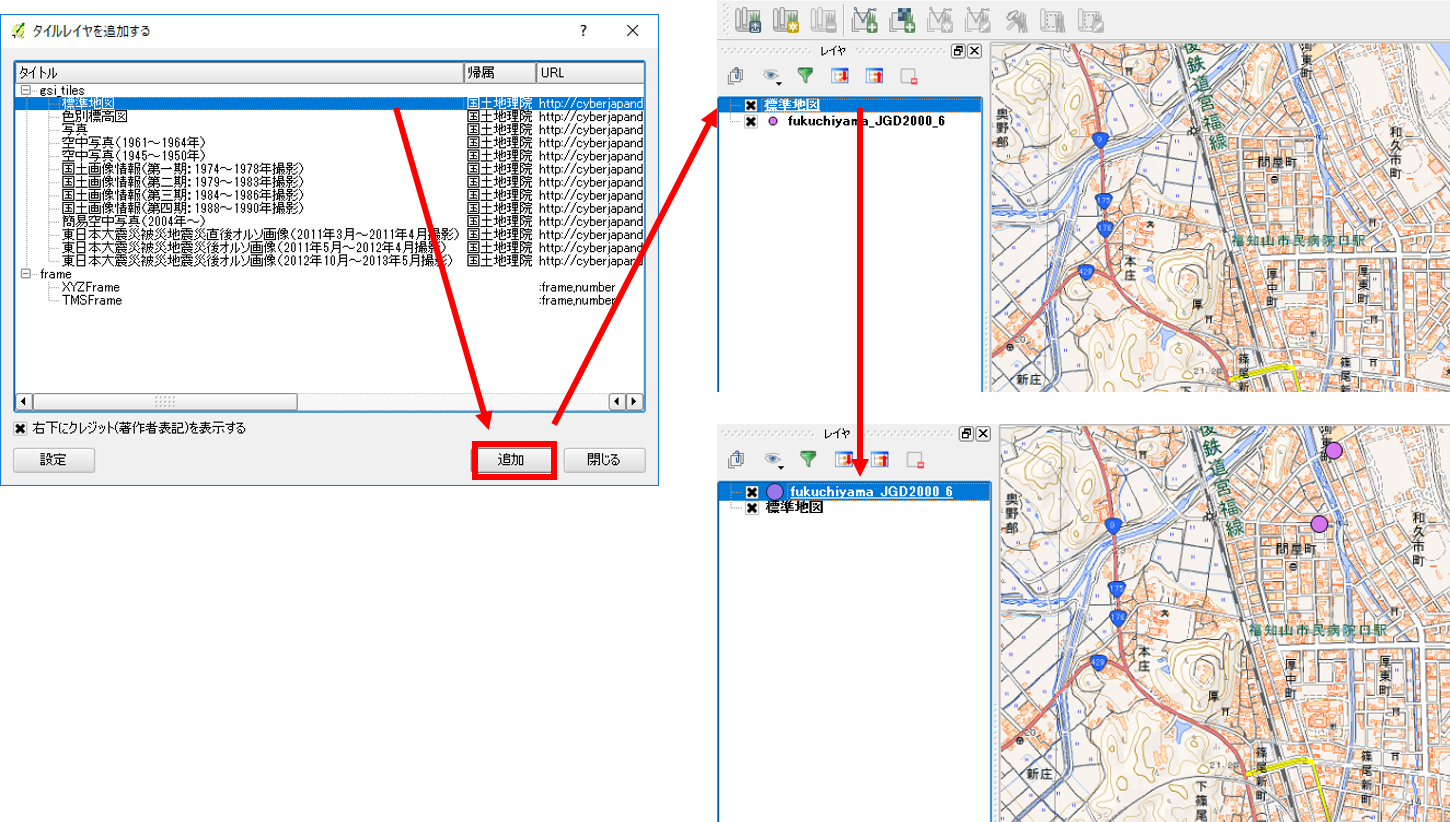 タイルレイヤを追加する
?
タイトル 帰属 URL
gsi_tiles
標準地図 国土地理院 http://cyberjapand
色別標高図 国土地理院 http://cyberjapand
写真 国土地理院 http://cyberjapand
空中写真(1961～1964年) 国土地理院 http://cyberjapand
空中写真(1945～1950年) 国土地理院 http://cyberjapand
国土画像情報(第一期：1974～1978年撮影) 国土地理院 http://cyberjapand
国土画像情報(第二期：1979～1983年撮影) 国土地理院 http://cyberjapand
国土画像情報(第三期：1984～1986年撮影) 国土地理院 http://cyberjapand
国土画像情報(第四期：1988～1990年撮影) 国土地理院 http://cyberjapand
簡易空中写真(2004年～) 国土地理院 http://cyberjapand
東日本大震災被災地震災直後オルソ画像(2011年3月～2011年4月撮影) 国土地理院 http://cyberjapand
東日本大震災被災地震災後オルソ画像(2011年5月～2012年4月撮影) 国土地理院 http://cyberjapand
東日本大震災被災地震災後オルソ画像(2012年10月～2013年5月撮影) 国土地理院 http://cyberjapand
frame
XYZFrame :frame,number
TMSFrame :frame,number
右下にクレジット(著作者表記)を表示する
設定 追加 閉じる
レイヤ
標準地図
fukuchiyama_JGD2000_6
奥野部
鉄道宮福線
河東町
和久市町
問屋町
9
175
176
429
本庄
福知山市民病院口駅
厚中町
厚東町
厚
新庄
篠尾新
篠尾
下
レイヤ
fukuchiyama_JGD2000_6
標準地図
奥野部
鉄道宮福線
河東
和久市町
問屋町
9
175
176
429
本庄
福知山市民病院口駅
厚中町
厚東町
厚
新庄
篠尾新町
篠尾新町
下篠尾